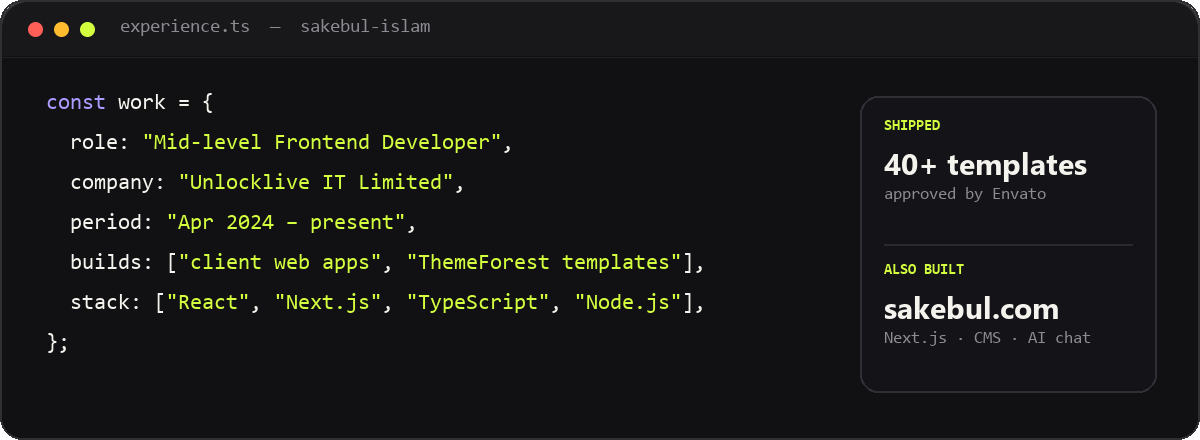 experience.ts — sakebul-islam
const work = {
role: "Mid-level Frontend Developer",
company: "Unlocklive IT Limited",
period: "Apr 2024 – present",
builds: ["client web apps", "ThemeForest templates"],
stack: ["React", "Next.js", "TypeScript", "Node.js"],
};
SHIPPED
40+ templates
approved by Envato
ALSO BUILT
sakebul.com
Next.js · CMS · AI chat